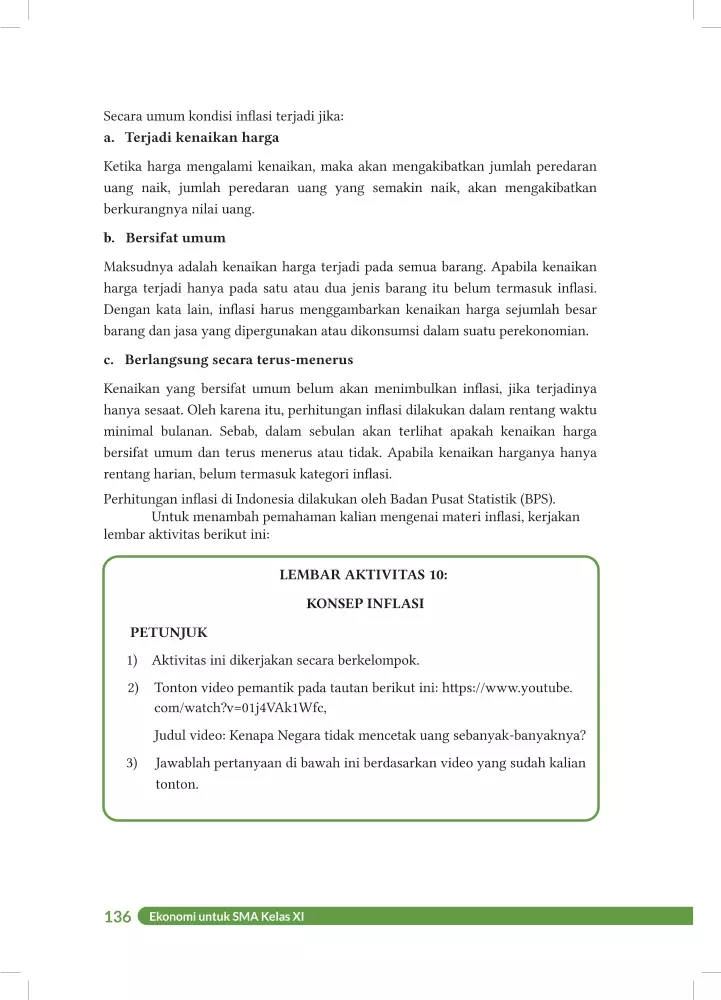 Secara umum kondisi inflasi terjadi jika:
a. Terjadi kenaikan harga
Ketika harga mengalami kenaikan, maka akan mengakibatkan jumlah peredaran
uang naik, jumlah peredaran uang yang semakin naik, akan mengakibatkan
berkurangnya nilai uang.
b. Bersifat umum
Maksudnya adalah kenaikan harga terjadi pada semua barang. Apabila kenaikan
harga terjadi hanya pada satu atau dua jenis barang itu belum termasuk inflasi.
Dengan kata lain, inflasi harus menggambarkan kenaikan harga sejumlah besar
barang dan jasa yang dipergunakan atau dikonsumsi dalam suatu perekonomian.
c. Berlangsung secara terus-menerus
Kenaikan yang bersifat umum belum akan menimbulkan inflasi, jika terjadinya
hanya sesaat. Oleh karena itu, perhitungan inflasi dilakukan dalam rentang waktu
minimal bulanan. Sebab, dalam sebulan akan terlihat apakah kenaikan harga
bersifat umum dan terus menerus atau tidak. Apabila kenaikan harganya hanya
rentang harian, belum termasuk kategori inflasi.
Perhitungan inflasi di Indonesia dilakukan oleh Badan Pusat Statistik (BPS).
Untuk menambah pemahaman kalian mengenai materi inflasi, kerjakan
lembar aktivitas berikut ini:
LEMBAR AKTIVITAS 10:
KONSEP INFLASI
PETUNJUK
1) Aktivitas ini dikerjakan secara berkelompok.
2) Tonton video pemantik pada tautan berikut ini: https://www.youtube.
com/watch?v=01j4VAk1Wfc,
Judul video: Kenapa Negara tidak mencetak uang sebanyak-banyaknya?
3) Jawablah pertanyaan di bawah ini berdasarkan video yang sudah kalian
tonton.
136 Ekonomi untuk SMA Kelas XI